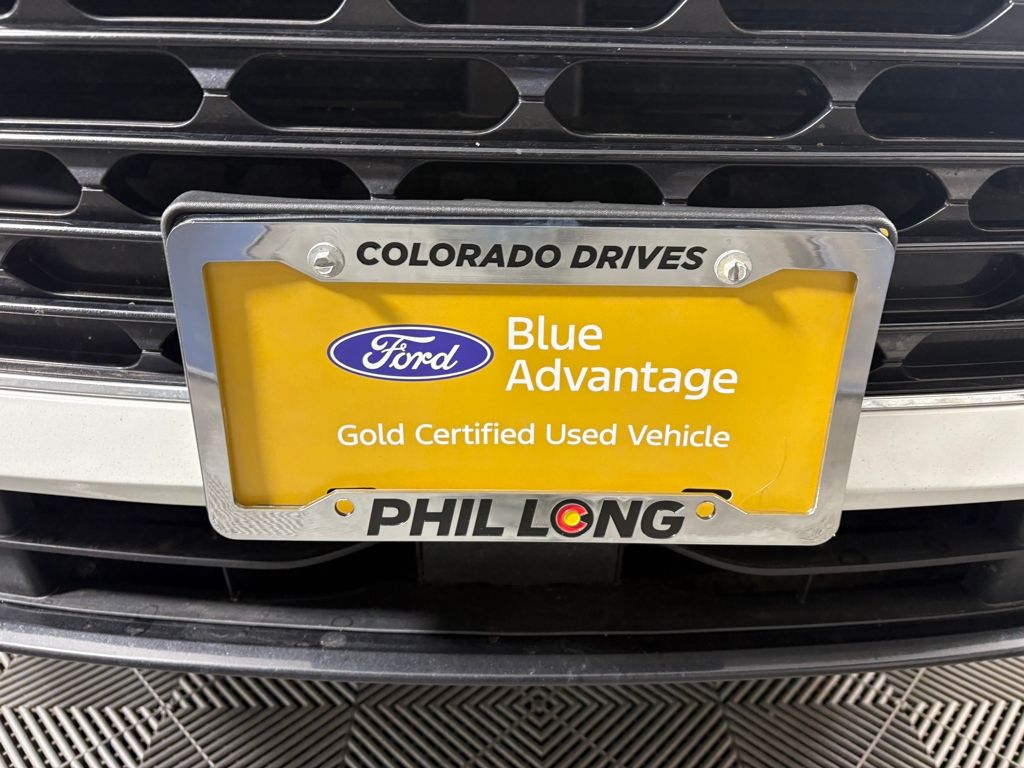 COLORADO DRIVES
Ford
Blue
Advantage
Gold Certified Used Vehicle
PHIL LONG